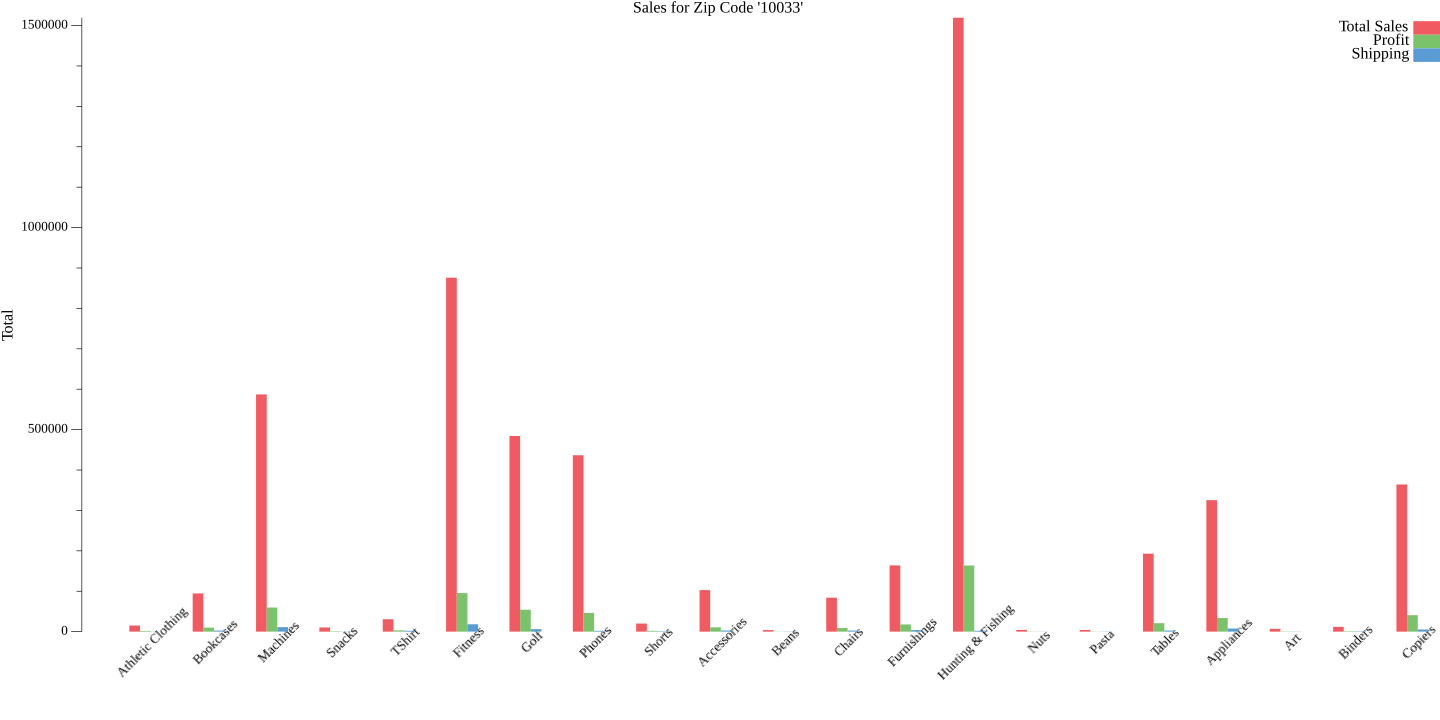 Sales for Zip Code '10033'
Total Sales
Profit
Shipping
Total
1500000
1000000
500000
0
Athletic Clothing
Bookcases
Machines
Snacks
TShirt
Fitness
Golf
Phones
Shorts
Accessories
Beans
Chairs
Furnishings
Hunting & Fishing
Nuts
Pasta
Tables
Appliances
Art
Binders
Copiers